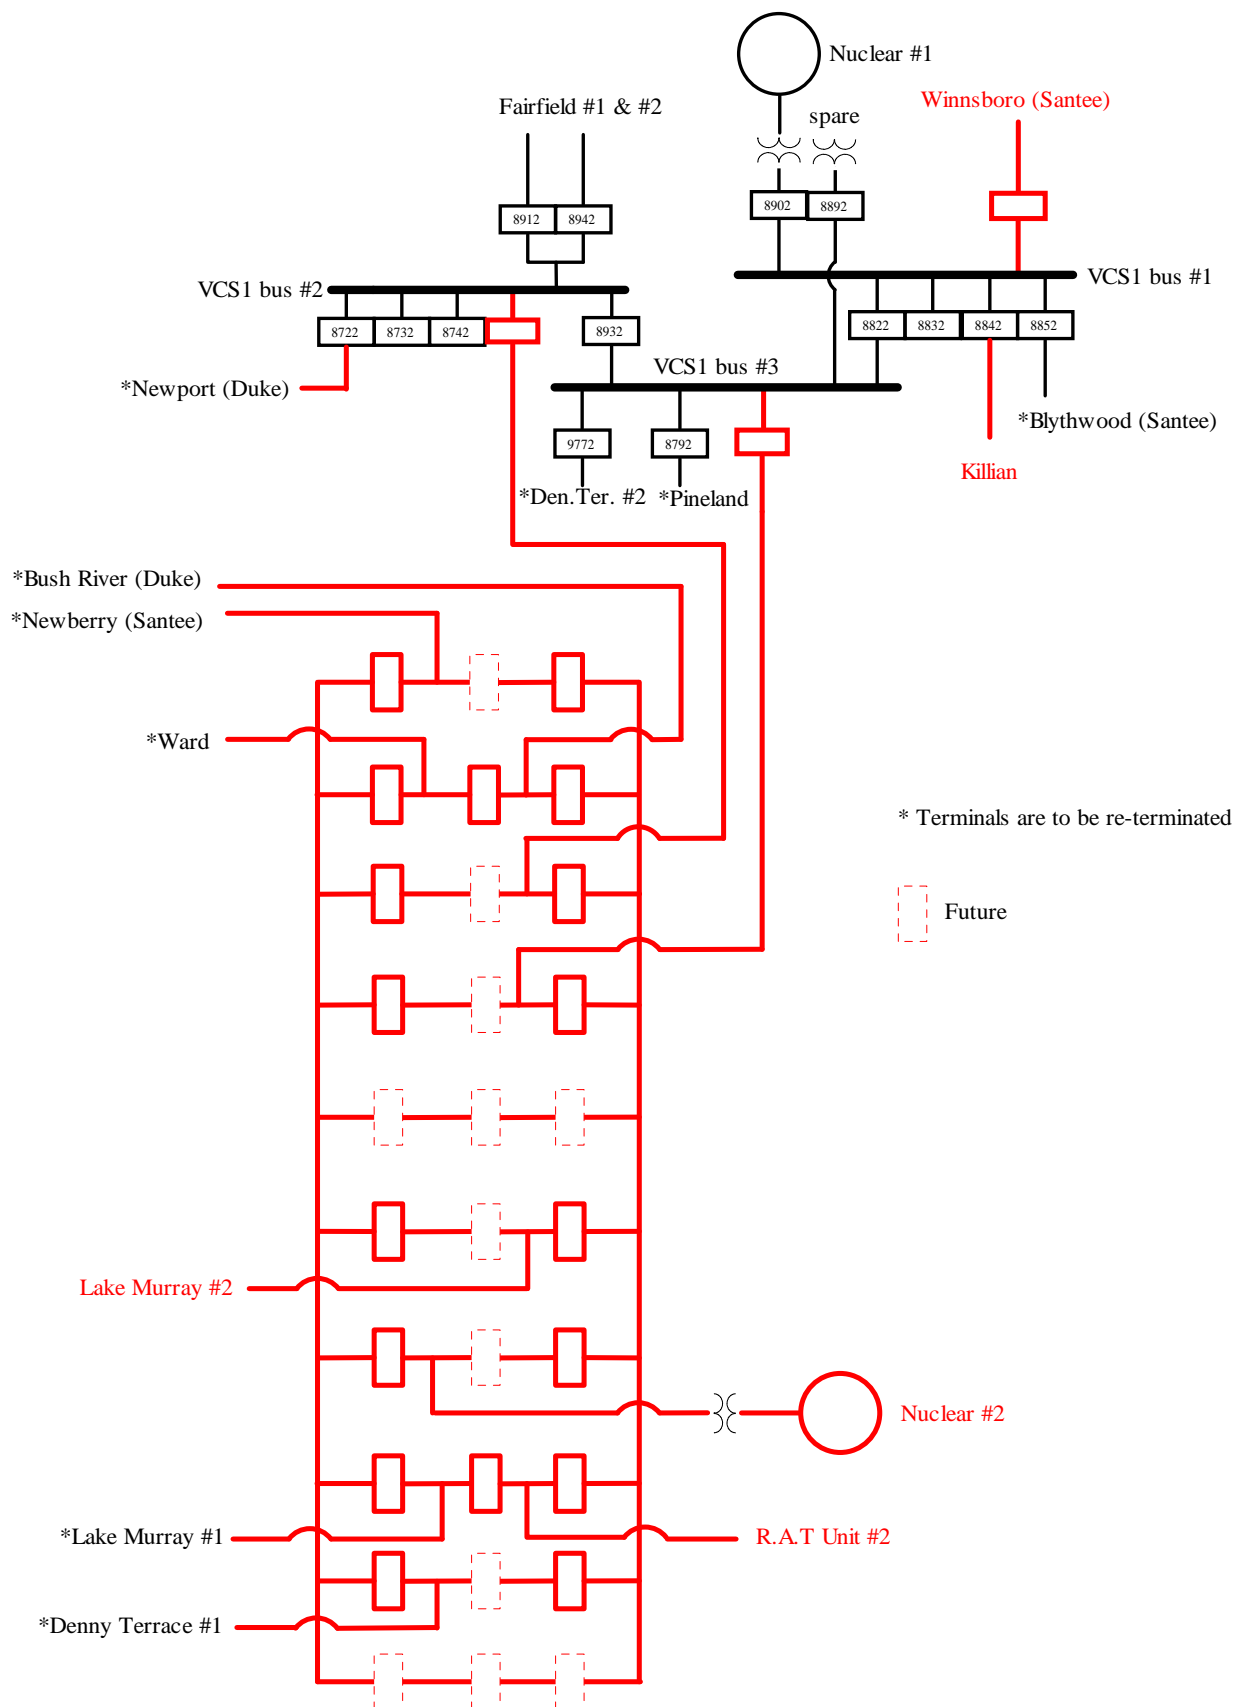 Nuclear #1
Winnsboro (Santee)
Fairfield #1 & #2
spare
8902
8892
8912
8942
VCS1 bus #1
VCS1 bus #2
8722
8732
8742
8932
8822
8832
8842
8852
VCS1 bus #3
*Newport (Duke)
*Blythwood (Santee)
9772
8792
Killian
*Den.Ter. #2
*Pineland
*Bush River (Duke)
*Newberry (Santee)
*Ward
* Terminals are to be re-terminated
Future
Lake Murray #2
Nuclear #2
*Lake Murray #1
R.A.T Unit #2
*Denny Terrace #1